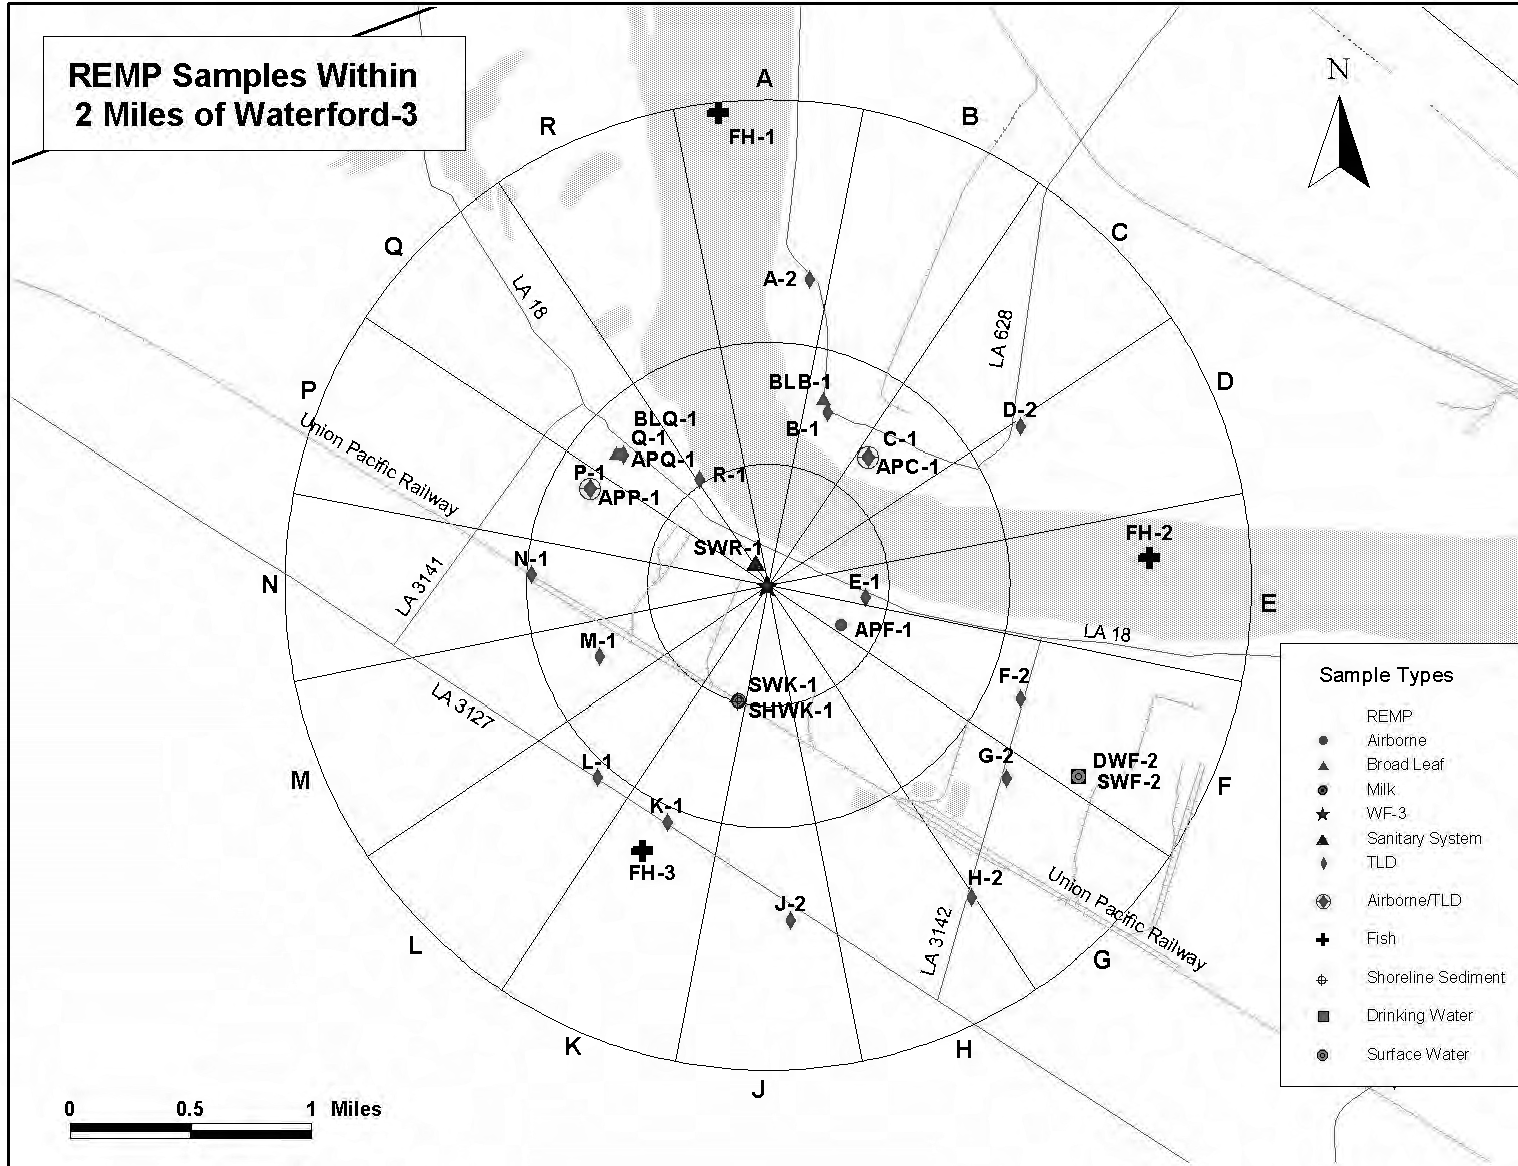 REMP Samples Within
2 Miles of Waterford-3
A
B
C
D
E
F
G
H
J
K
L
M
N
P
Q
R
N
FH-1
A-2
LA 18
LA 628
BLB-1
B-1
D-2
C-1
APC-1
BLQ-1
Q-1
APQ-1
P-1
APP-1
R-1
Union Pacific Railway
SWR-1
FH-2
N-1
E-1
LA 3141
APF-1
LA 18
M-1
F-2
SWK-1
SHWK-1
LA 3127
L-1
G-2
DWF-2
SWF-2
K-1
FH-3
H-2
J-2
LA 3142
Union Pacific Railway
Sample Types
REMP
Airborne
Broad Leaf
Milk
WF-3
Sanitary System
TLD
Airborne/TLD
Fish
Shoreline Sediment
Drinking Water
Surface Water
0 0.5 1 Miles